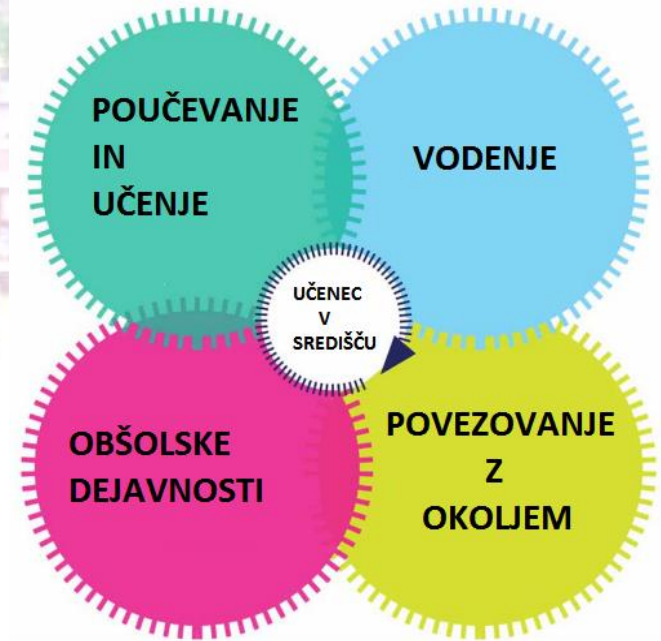 POUČEVANJE
IN
UČENJE
VODENJE
UČENEC
V
SREDIŠČU
OBŠOLSKE
DEJAVNOSTI
POVEZOVANJE
Z
OKOLJEM